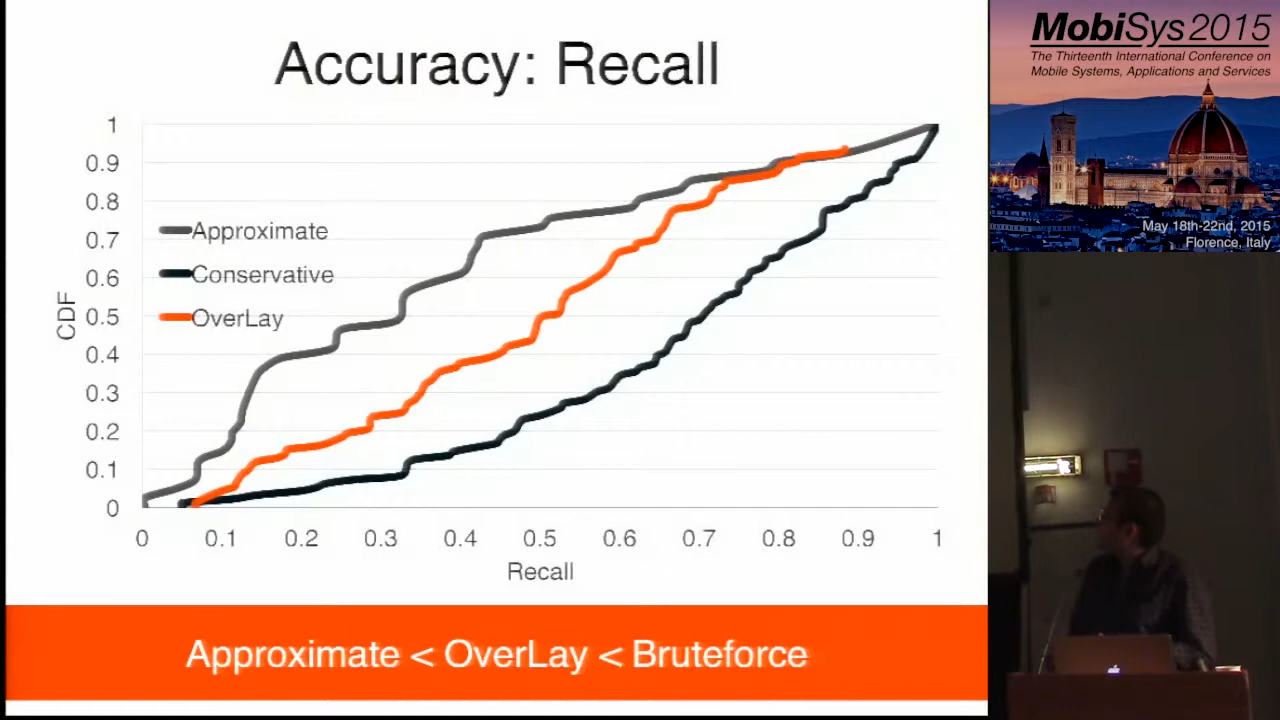 Accuracy: Recall
1
0.9
0.8
0.7
0.6
0.5
0.4
0.3
0.2
0.1
0
CDF
Approximate
Conservative
OverLay
0 0.1 0.2 0.3 0.4 0.5 0.6 0.7 0.8 0.9 1
Recall
Approximate < OverLay < Bruteforce
MobiSys 2015
The Thirteenth International Conference on
Mobile Systems, Applications and Services
May 18th-22nd, 2015
Florence, Italy